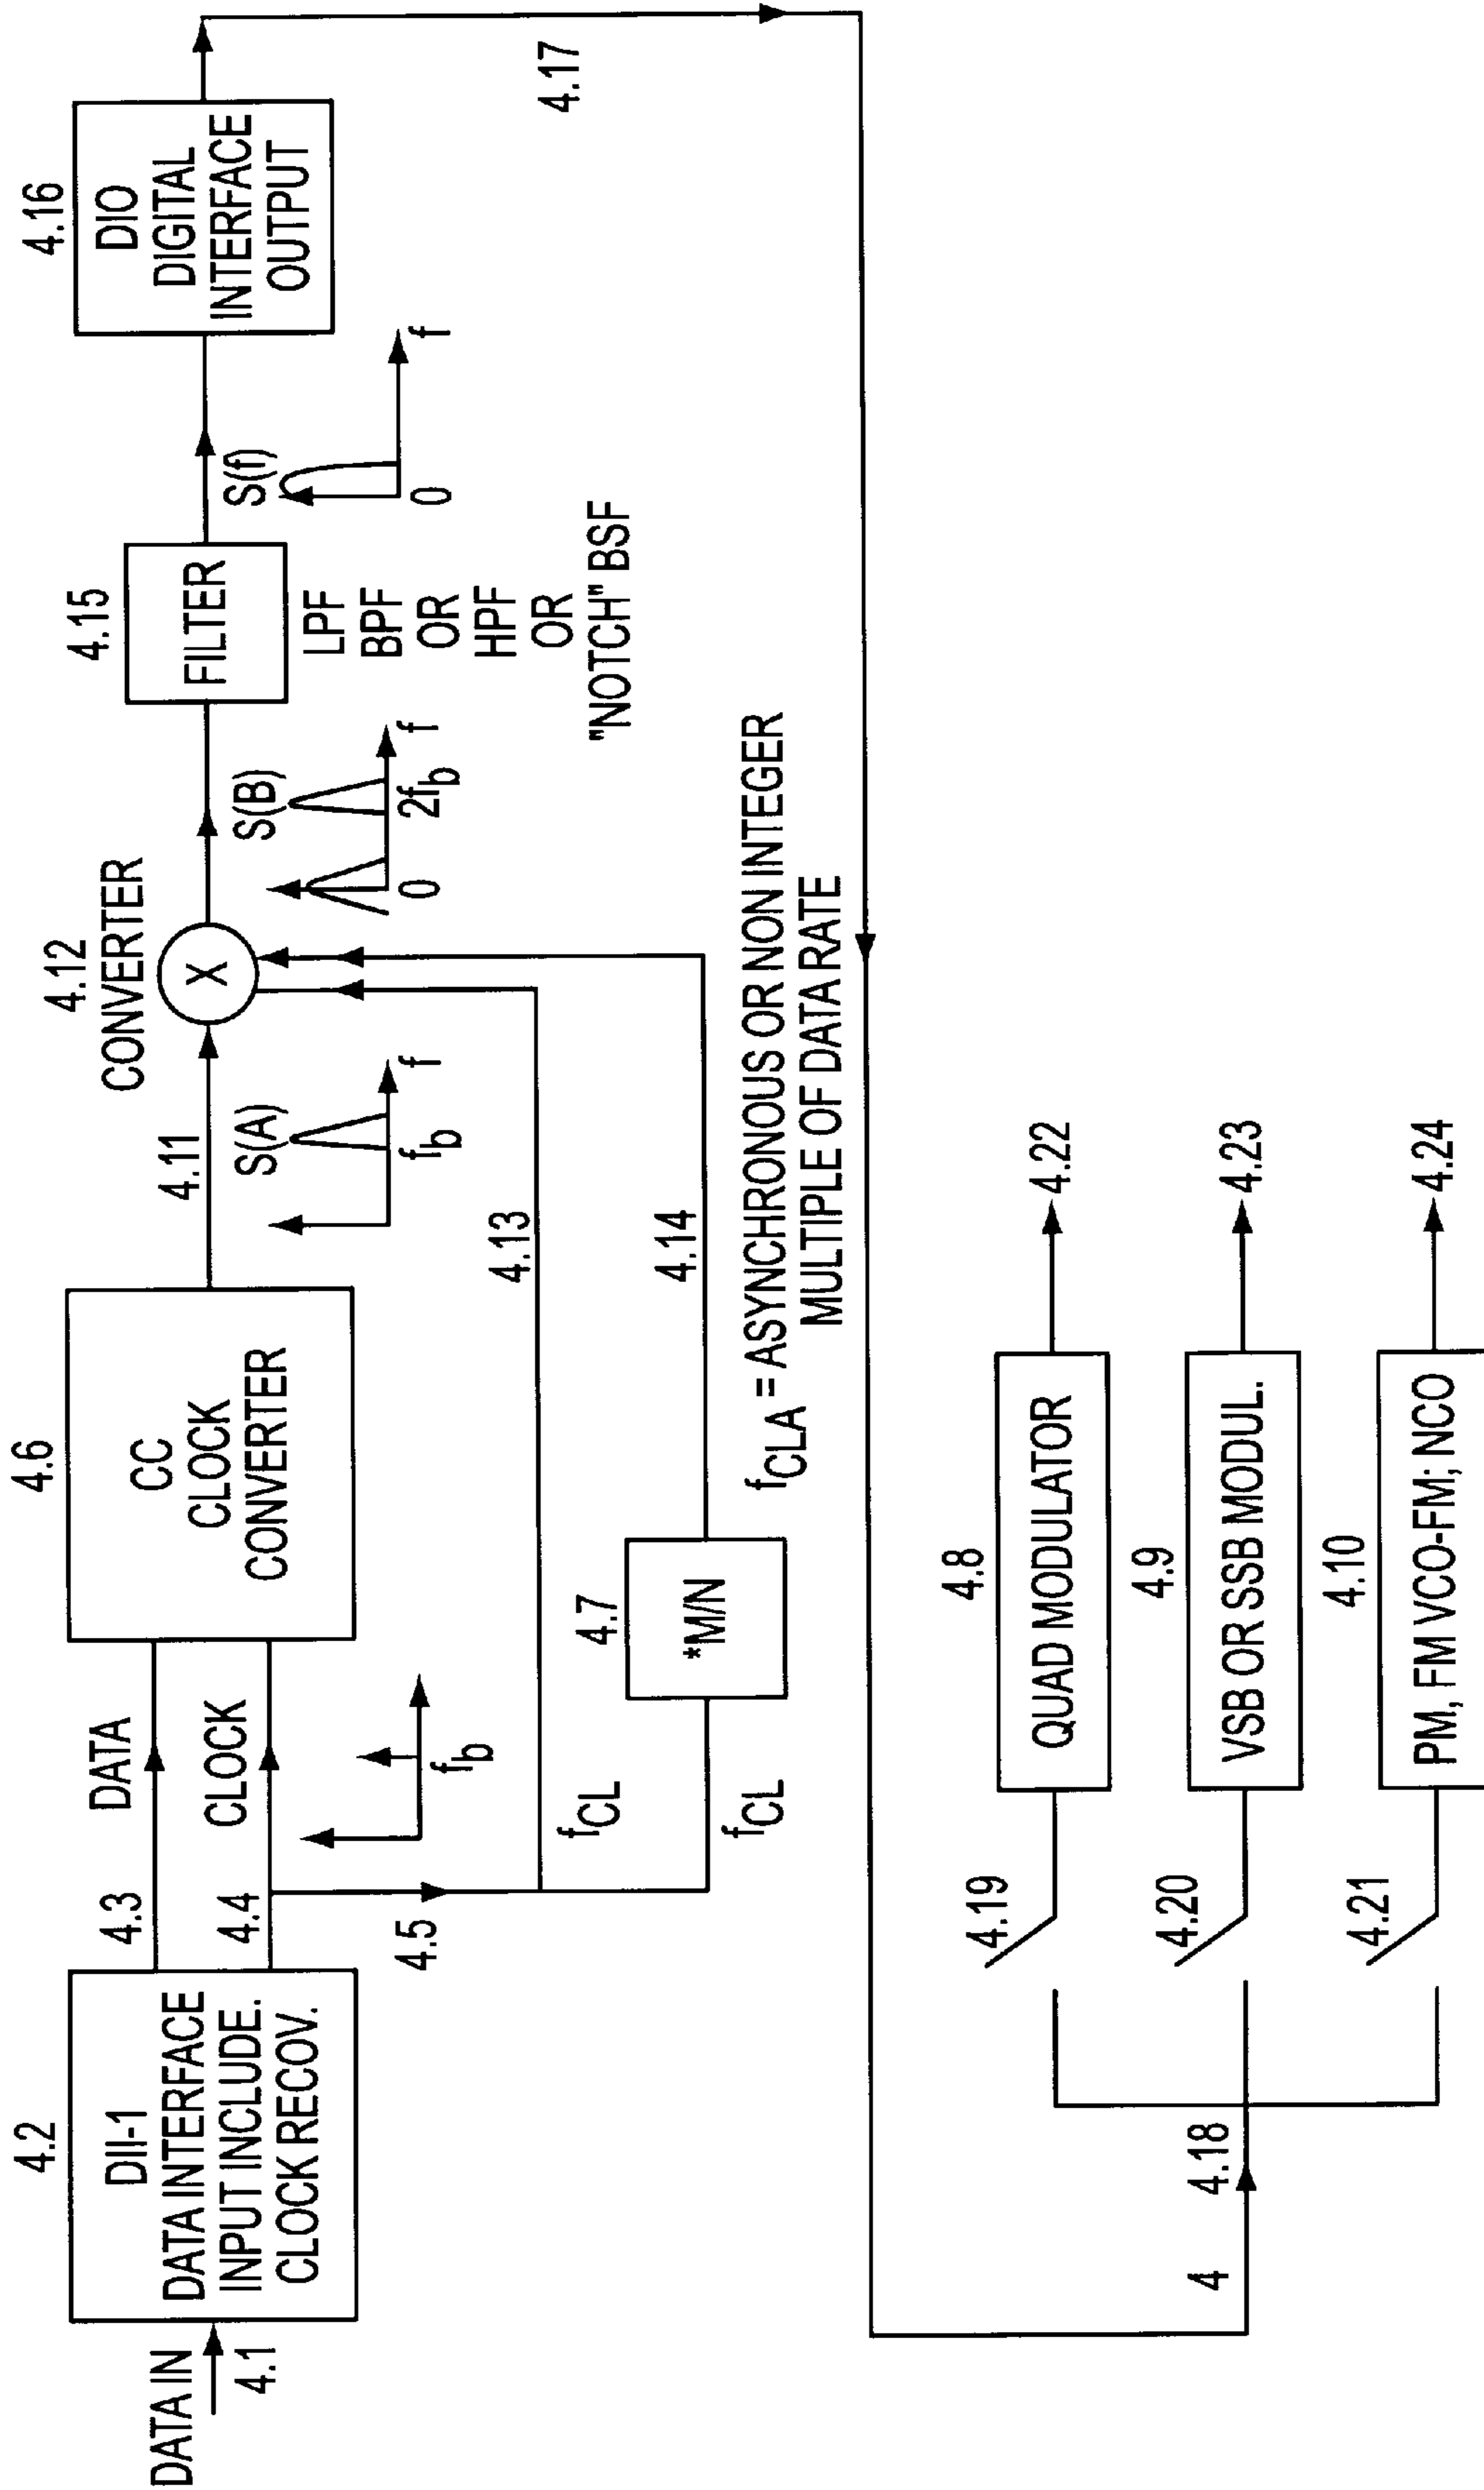 DATA IN
4.1
4.2
DII-1
DATA INTERFACE
INPUT INCLUDE.
CLOCK RECOV.
4.3
DATA
4.4
CLOCK
4.5
f_b
f_CL
f_CL
4.6
CC
CLOCK
CONVERTER
4.7
*M/N
4.11
S(A)
f_b
f
4.13
4.14
f_CLA = ASYNCHRONOUS OR NON INTEGER
MULTIPLE OF DATA RATE
4.12
CONVERTER
X
S(B)
0
2f_b
f
4.15
FILTER
LPF
BPF
OR
HPF
OR
"NOTCH" BSF
S(f)
0
f
4.16
DIO
DIGITAL
INTERFACE
OUTPUT
4.17
4
4.18
4.19
4.8
QUAD MODULATOR
4.22
4.20
4.9
VSB OR SSB MODUL.
4.23
4.21
4.10
PM, FM VCO-FM; NCO
4.24